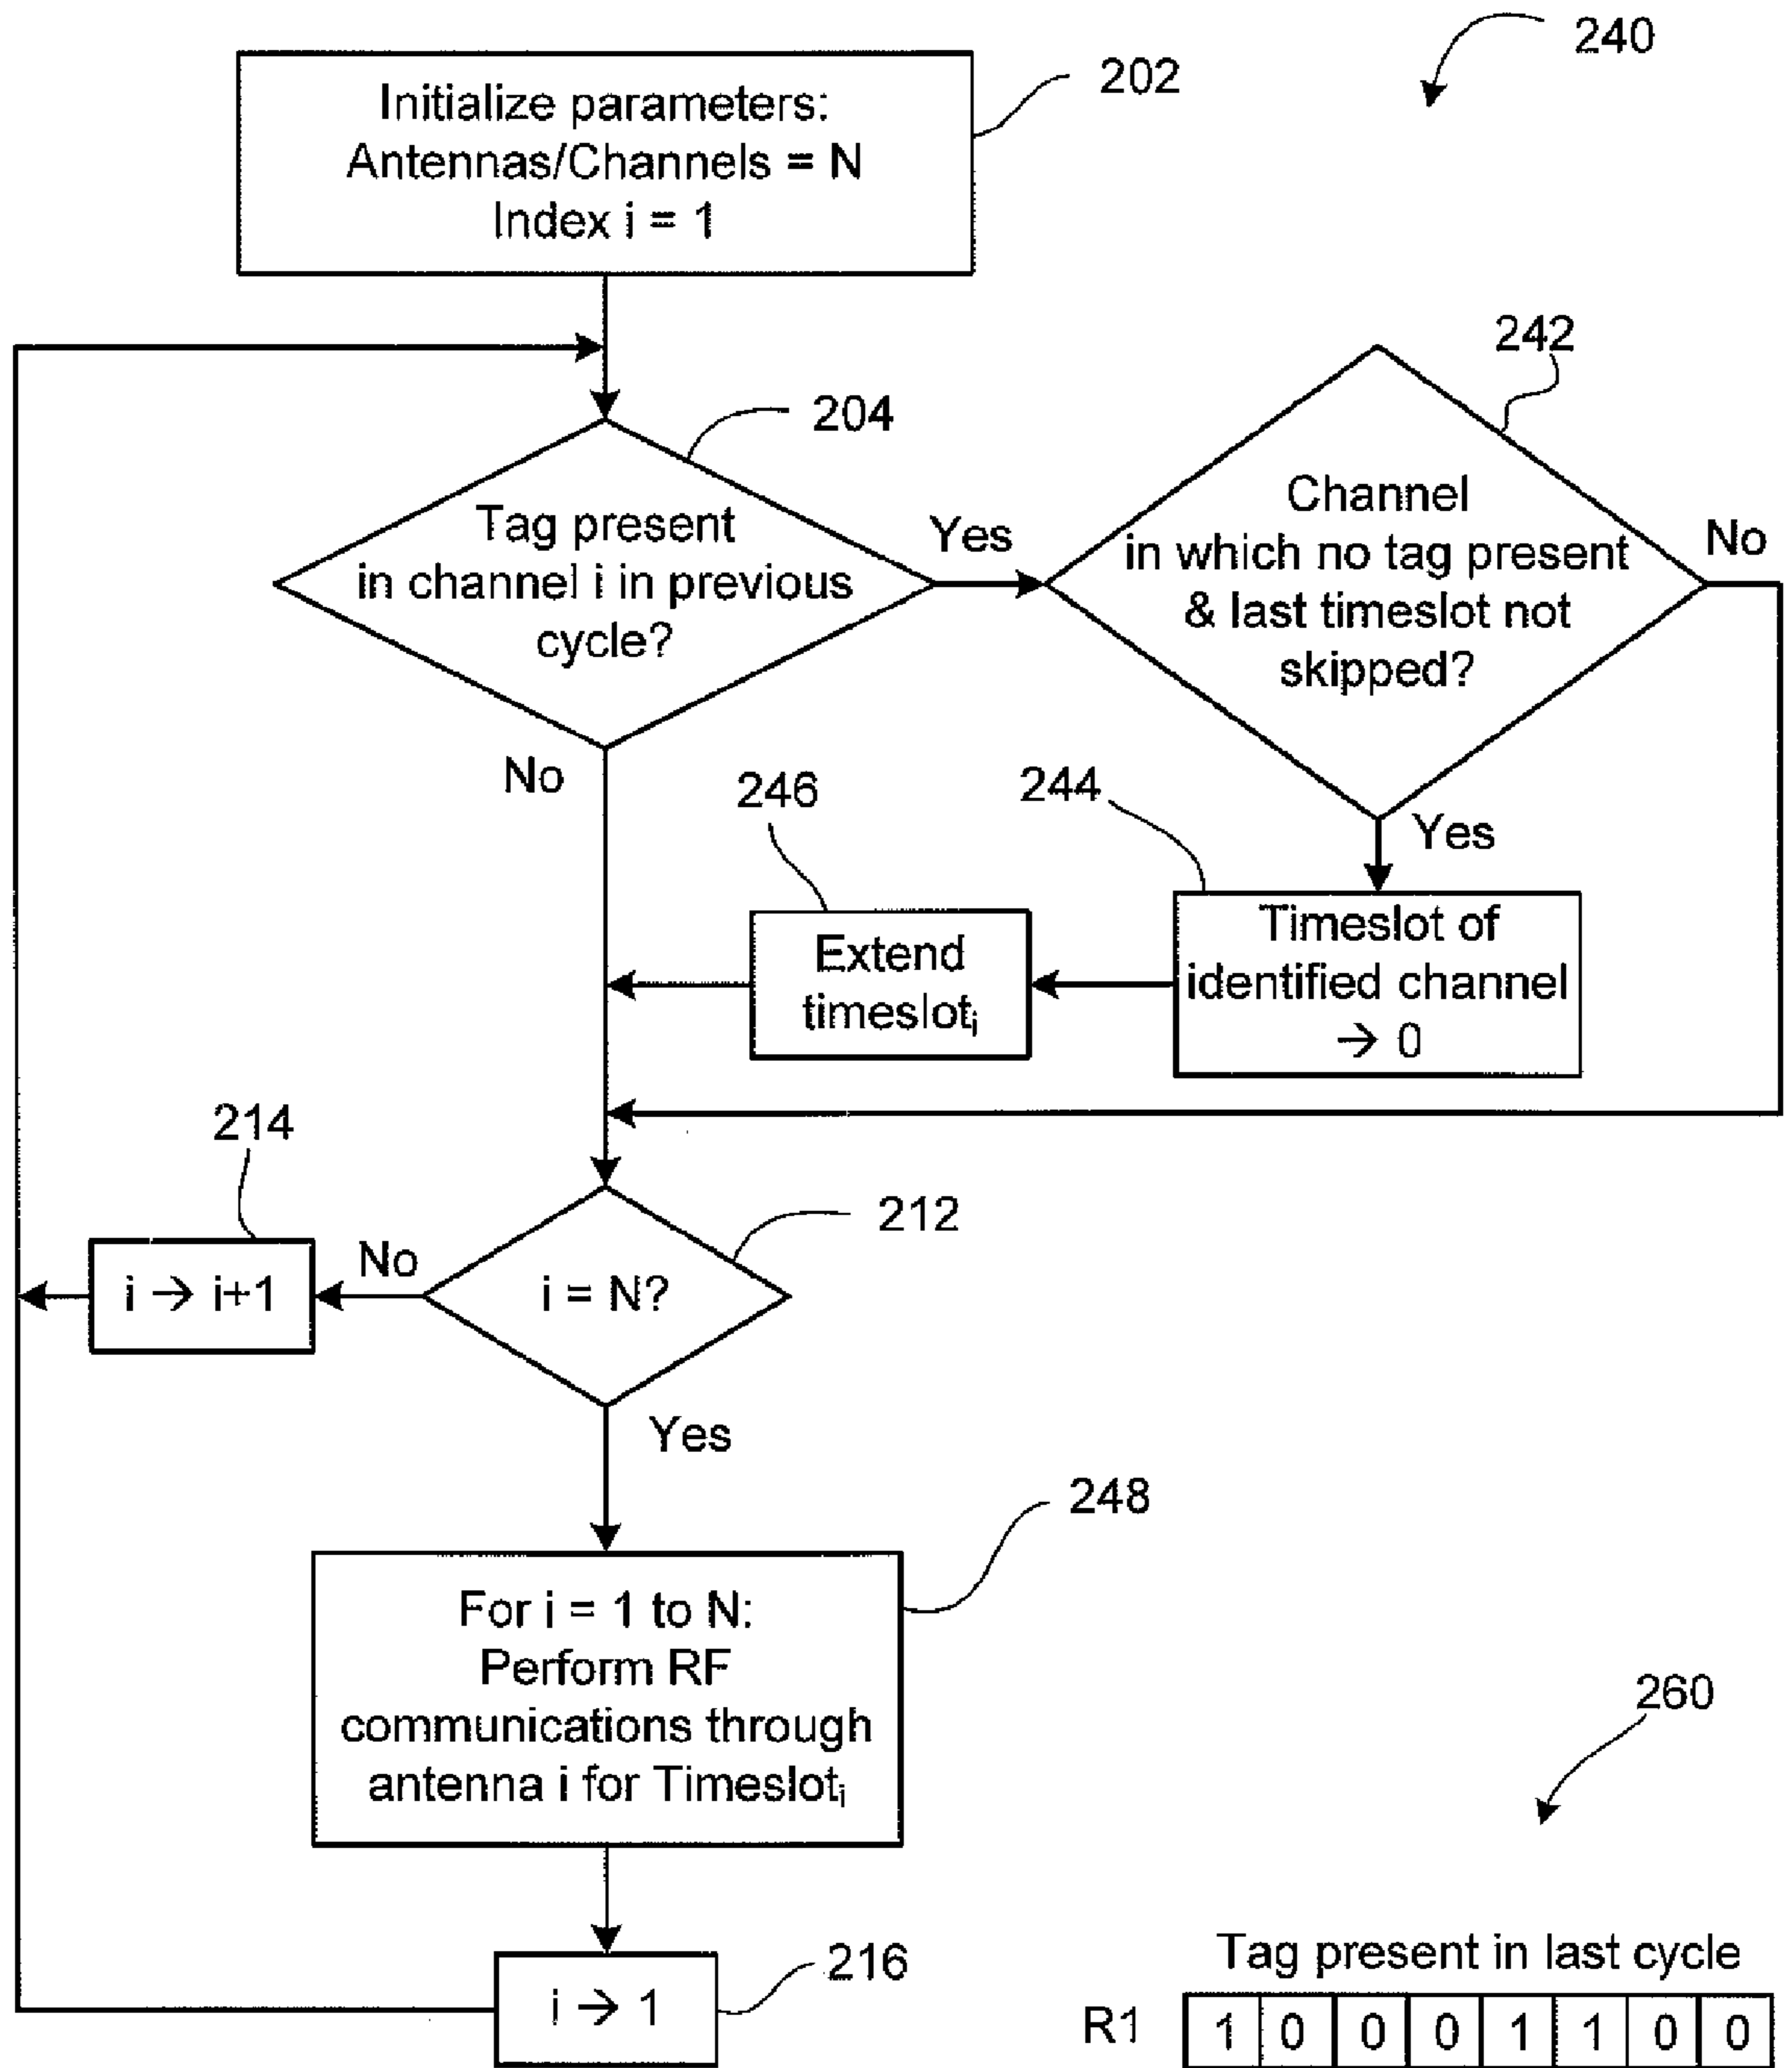 240
202
Initialize parameters:
Antennas/Channels = N
Index i = 1
242
204
Tag present
in channel i in previous
cycle?
Yes
Channel
in which no tag present
& last timeslot not
skipped?
No
No
246
244
Yes
Extend
timeslotᵢ
Timeslot of
identified channel
→ 0
214
212
No
i → i+1
i = N?
Yes
248
For i = 1 to N:
Perform RF
communications through
antenna i for Timeslotᵢ
260
216
i → 1
Tag present in last cycle
R1 1 0 0 0 1 1 0 0